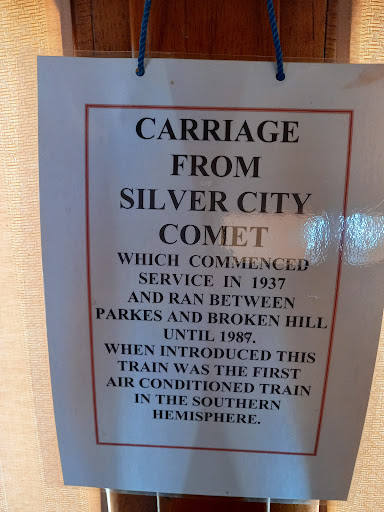 CARRIAGE
FROM
SILVER CITY
COMET
WHICH COMMENCED
SERVICE IN 1937
AND RAN BETWEEN
PARKES AND BROKEN HILL
UNTIL 1987.
WHEN INTRODUCED THIS
TRAIN WAS THE FIRST
AIR CONDITIONED TRAIN
IN THE SOUTHERN
HEMISPHERE.